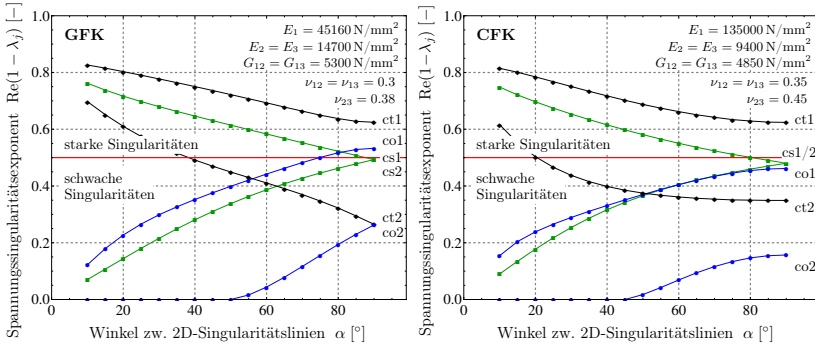 GFK
E₁ = 45160 N/mm²
E₂ = E₃ = 14700 N/mm²
G₁₂ = G₁₃ = 5300 N/mm²
ν₁₂ = ν₁₃ = 0.3
ν₂₃ = 0.38
ct1
co1
cs1
cs2
ct2
co2
starke Singularitäten
schwache
Singularitäten
Spannungssingularitätsexponent Re(1 − λⱼ) [−]
1.0
0.8
0.6
0.4
0.2
0.0
0
20
40
60
80
Winkel zw. 2D-Singularitätslinien α [°]
CFK
E₁ = 135000 N/mm²
E₂ = E₃ = 9400 N/mm²
G₁₂ = G₁₃ = 4850 N/mm²
ν₁₂ = ν₁₃ = 0.35
ν₂₃ = 0.45
ct1
cs1/2
co1
ct2
co2
starke Singularitäten
schwache
Singularitäten
Spannungssingularitätsexponent Re(1 − λⱼ) [−]
1.0
0.8
0.6
0.4
0.2
0.0
0
20
40
60
80
Winkel zw. 2D-Singularitätslinien α [°]